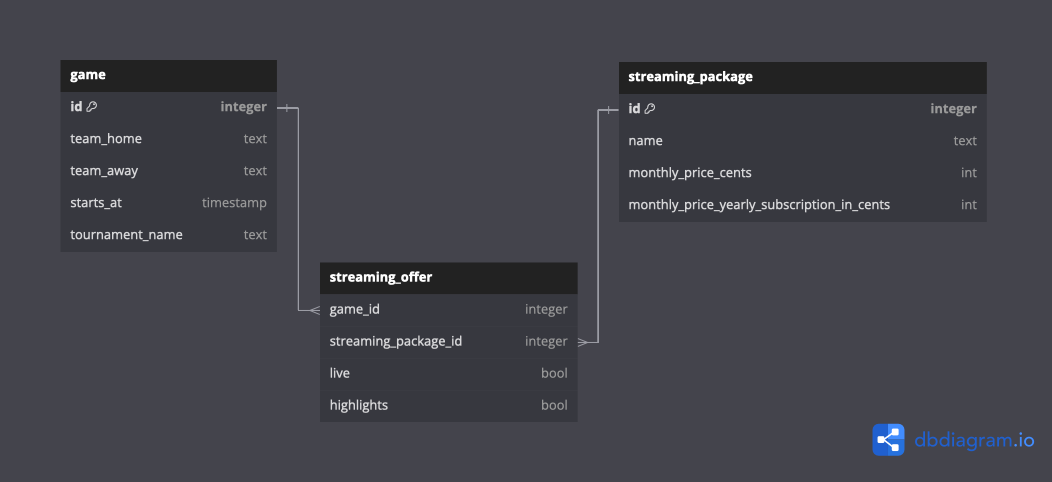 game
id integer
team_home text
team_away text
starts_at timestamp
tournament_name text
streaming_package
id integer
name text
monthly_price_cents int
monthly_price_yearly_subscription_in_cents int
streaming_offer
game_id integer
streaming_package_id integer
live bool
highlights bool
dbdiagram.io